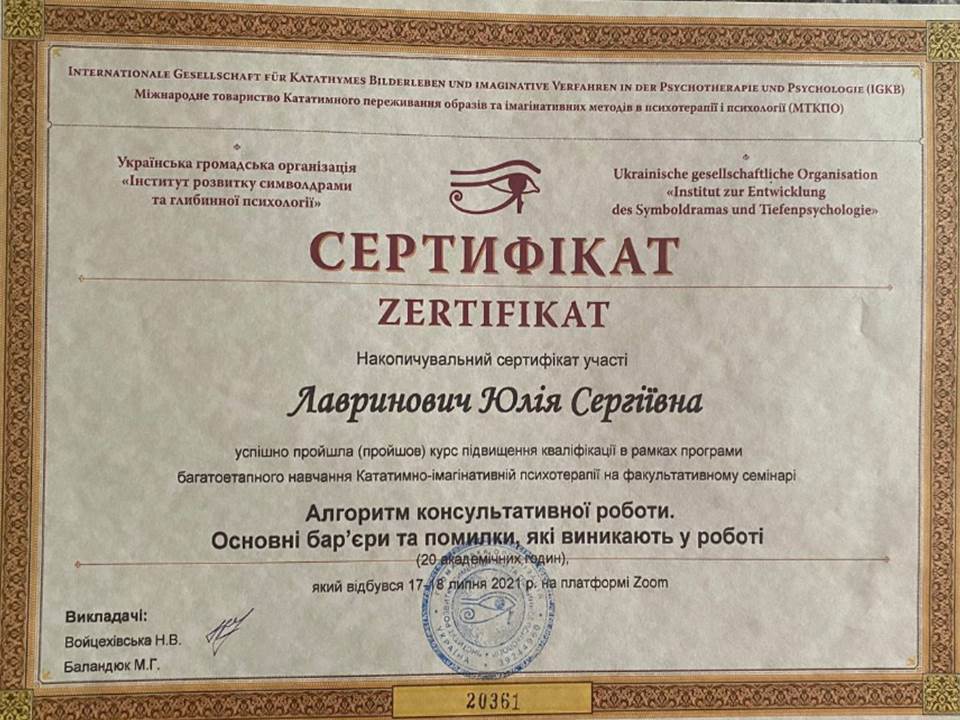 Internationale Gesellschaft für Katathymes Bilderleben und imaginative Verfahren in der Psychotherapie und Psychologie (IGKB)
Міжнародне товариство Кататимного переживання образів та імагінативних методів в психотерапії і психології (МТКПО)
Українська громадська організація
«Інститут розвитку символдрами
та глибинної психології»
Ukrainische gesellschaftliche Organisation
«Institut zur Entwicklung
des Symboldramas und Tiefenpsychologie»
СЕРТИФІКАТ
ZERTIFIKAT
Накопичувальний сертифікат участі
Лавринович Юлія Сергіївна
успішно пройшла (пройшов) курс підвищення кваліфікації в рамках програми
багатоетапного навчання Кататимно-імагінативній психотерапії на факультативному семінарі
Алгоритм консультативної роботи.
Основні бар’єри та помилки, які виникають у роботі
(20 академічних годин),
який відбувся 17-18 липня 2021 р. на платформі Zoom
Викладачі:
Войцехівська Н.В.
Баландюк М.Г.
УКРАЇНА
39244960
20361